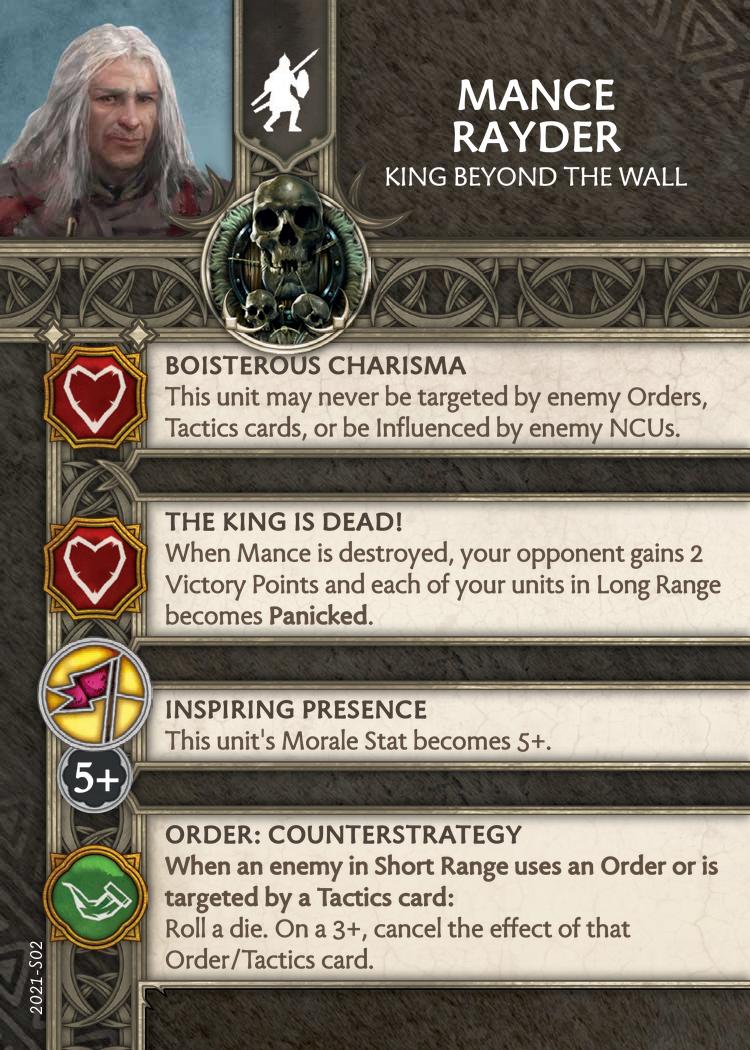 MANCE
RAYDER
KING BEYOND THE WALL
BOISTEROUS CHARISMA
This unit may never be targeted by enemy Orders,
Tactics cards, or be Influenced by enemy NCUs.
THE KING IS DEAD!
When Mance is destroyed, your opponent gains 2
Victory Points and each of your units in Long Range
becomes Panicked.
INSPIRING PRESENCE
This unit's Morale Stat becomes 5+.
5+
ORDER: COUNTERSTRATEGY
When an enemy in Short Range uses an Order or is
targeted by a Tactics card:
Roll a die. On a 3+, cancel the effect of that
Order/Tactics card.
2021-S02